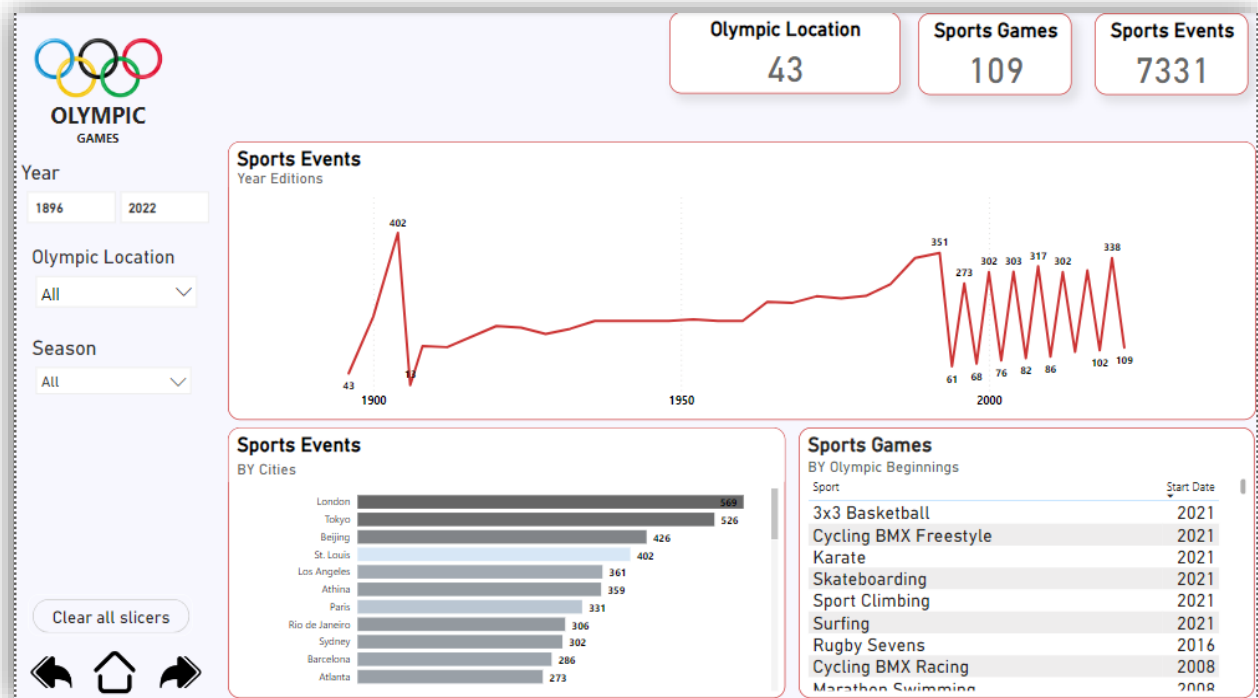 Olympic Location
43
Sports Games
109
Sports Events
7331
OLYMPIC
GAMES
Year
1896 2022
Olympic Location
All
Season
All
Clear all slicers
Sports Events
Year Editions
402
43
13
351
273
302
303
317
302
338
61
68
76
82
86
102
109
1900 1950 2000
Sports Events
BY Cities
London 569
Tokyo 526
Beijing 426
St. Louis 402
Los Angeles 361
Athina 359
Paris 331
Rio de Janeiro 306
Sydney 302
Barcelona 286
Atlanta 273
Sports Games
BY Olympic Beginnings
Sport Start Date
3x3 Basketball 2021
Cycling BMX Freestyle 2021
Karate 2021
Skateboarding 2021
Sport Climbing 2021
Surfing 2021
Rugby Sevens 2016
Cycling BMX Racing 2008
Marathon Swimming 2008